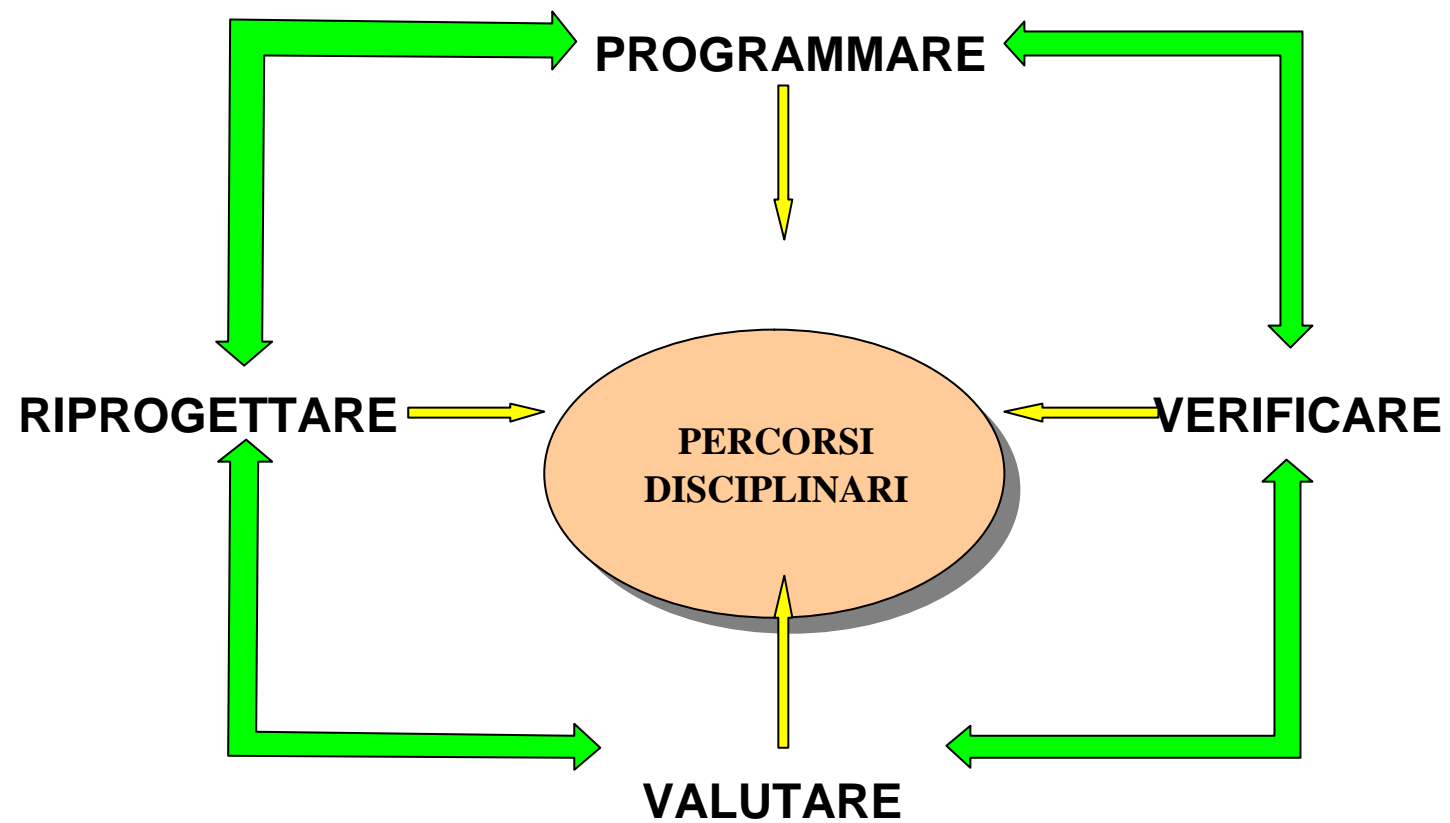 PROGRAMMARE
RIPROGETTARE
PERCORSI
DISCIPLINARI
VERIFICARE
VALUTARE